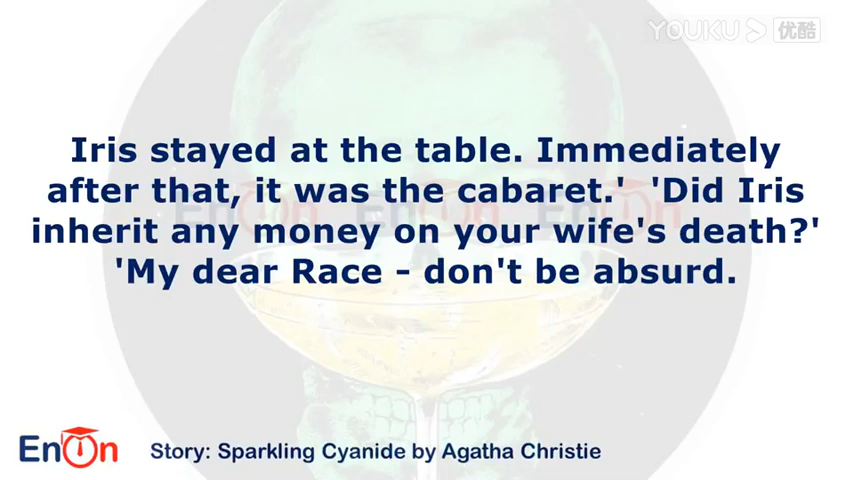 YOUKU 优酷
Iris stayed at the table. Immediately
after that, it was the cabaret.' 'Did Iris
inherit any money on your wife's death?'
'My dear Race - don't be absurd.
EnOn
Story: Sparkling Cyanide by Agatha Christie